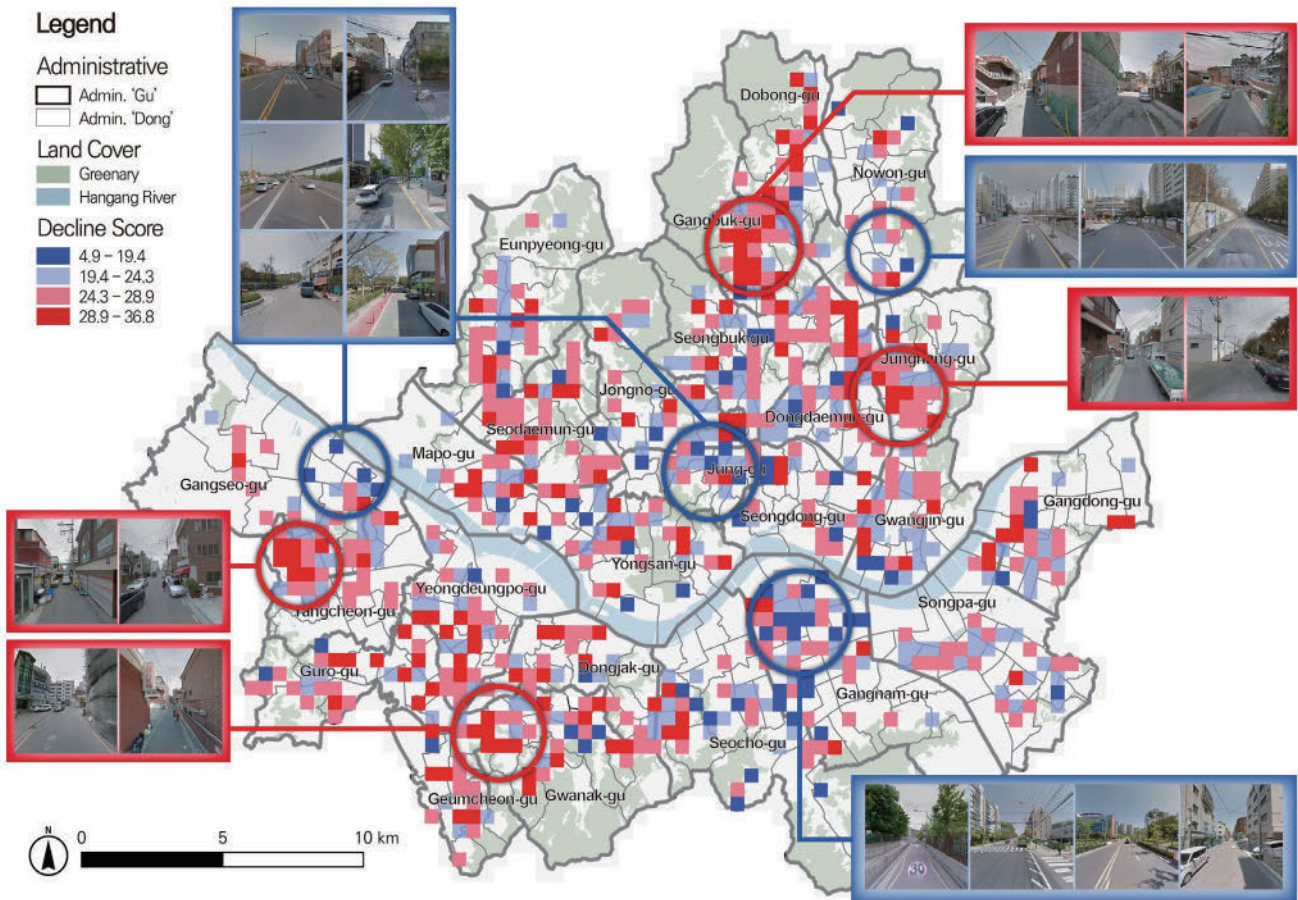 Legend
Administrative
Admin. 'Gu'
Admin. 'Dong'
Land Cover
Greenary
Hangang River
Decline Score
4.9 – 19.4
19.4 – 24.3
24.3 – 28.9
28.9 – 36.8
Dobong-gu
Nowon-gu
Gangbuk-gu
Eunpyeong-gu
Seongbuk-gu
Jungnang-gu
Jongno-gu
Dongdaemun-gu
Seodaemun-gu
Mapo-gu
Jung-gu
Gangseo-gu
Gangdong-gu
Seongdong-gu
Gwangjin-gu
Yongsan-gu
Yeongdeungpo-gu
Songpa-gu
Yangcheon-gu
Guro-gu
Dongjak-gu
Gangnam-gu
Seocho-gu
Geumcheon-gu
Gwanak-gu
N
0 5 10 km
30